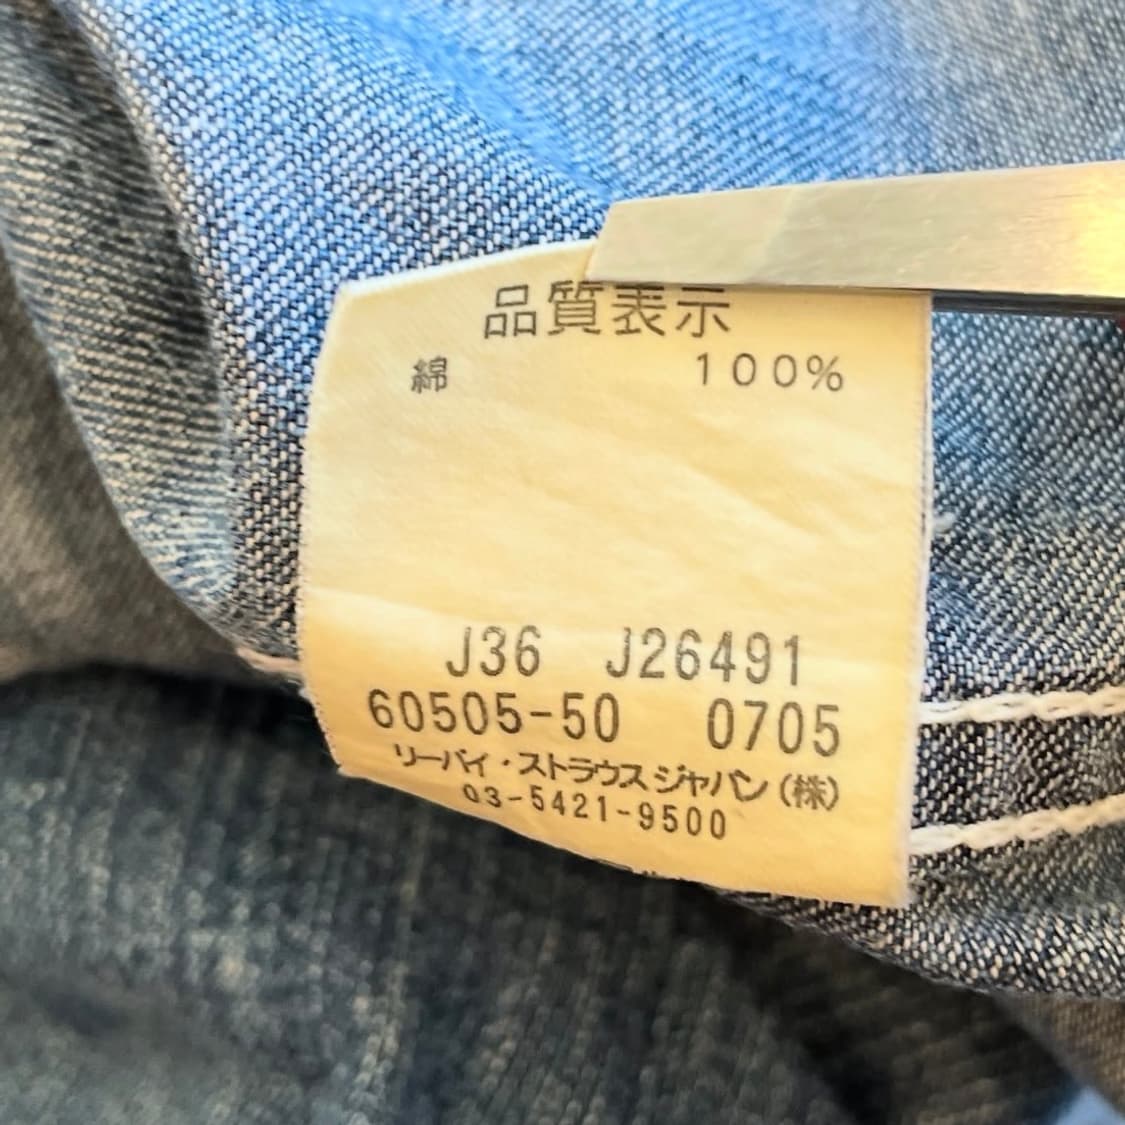 品質表示
綿 100%
J36 J26491
60505-50 0705
リーバイ・ストラウス ジャパン(株)
03-5421-9500